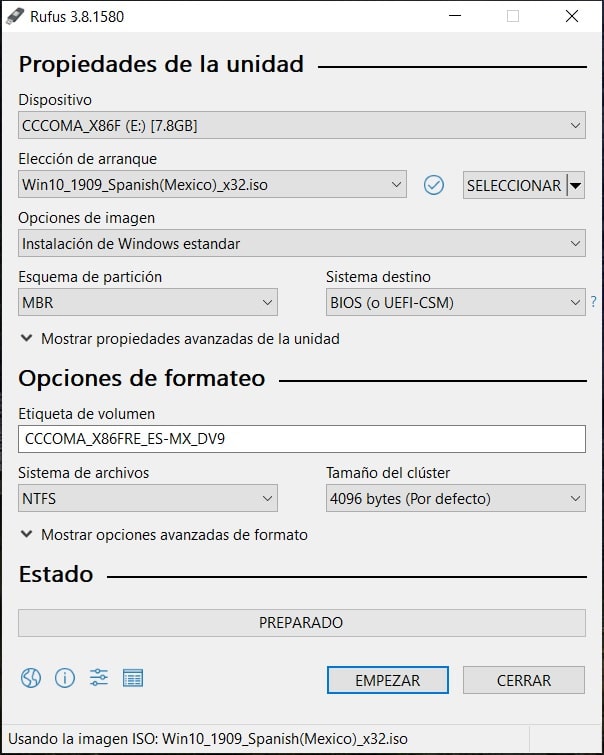 Rufus 3.8.1580
Propiedades de la unidad
Dispositivo
CCCOMA_X86F (E:) [7.8GB]
Elección de arranque
Win10_1909_Spanish(Mexico)_x32.iso
SELECCIONAR
Opciones de imagen
Instalación de Windows estandar
Esquema de partición
Sistema destino
MBR
BIOS (o UEFI-CSM)
?
Mostrar propiedades avanzadas de la unidad
Opciones de formateo
Etiqueta de volumen
CCCOMA_X86FRE_ES-MX_DV9
Sistema de archivos
Tamaño del clúster
NTFS
4096 bytes (Por defecto)
Mostrar opciones avanzadas de formato
Estado
PREPARADO
EMPEZAR
CERRAR
Usando la imagen ISO: Win10_1909_Spanish(Mexico)_x32.iso